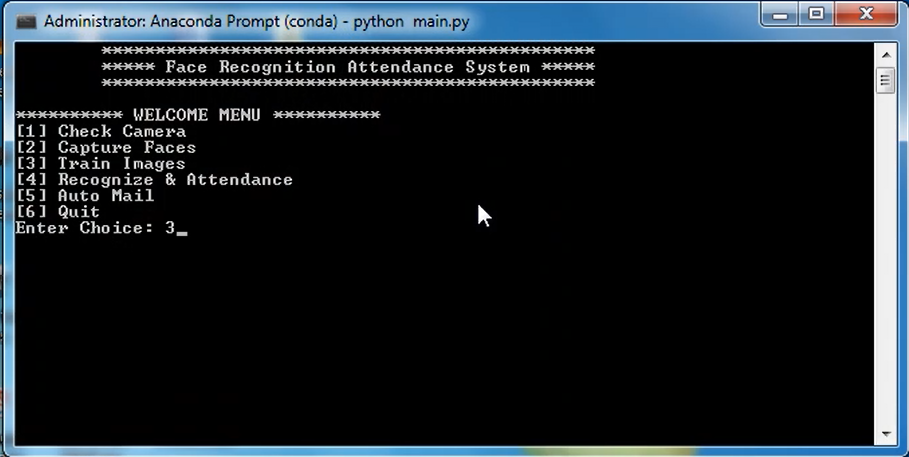 Administrator: Anaconda Prompt (conda) - python  main.py
**********************************************
***** Face Recognition Attendance System *****
**********************************************
********** WELCOME MENU **********
[1] Check Camera
[2] Capture Faces
[3] Train Images
[4] Recognize & Attendance
[5] Auto Mail
[6] Quit
Enter Choice: 3_